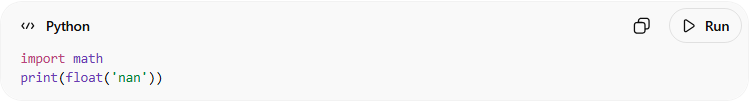 Python Run
import math
print(float('nan'))